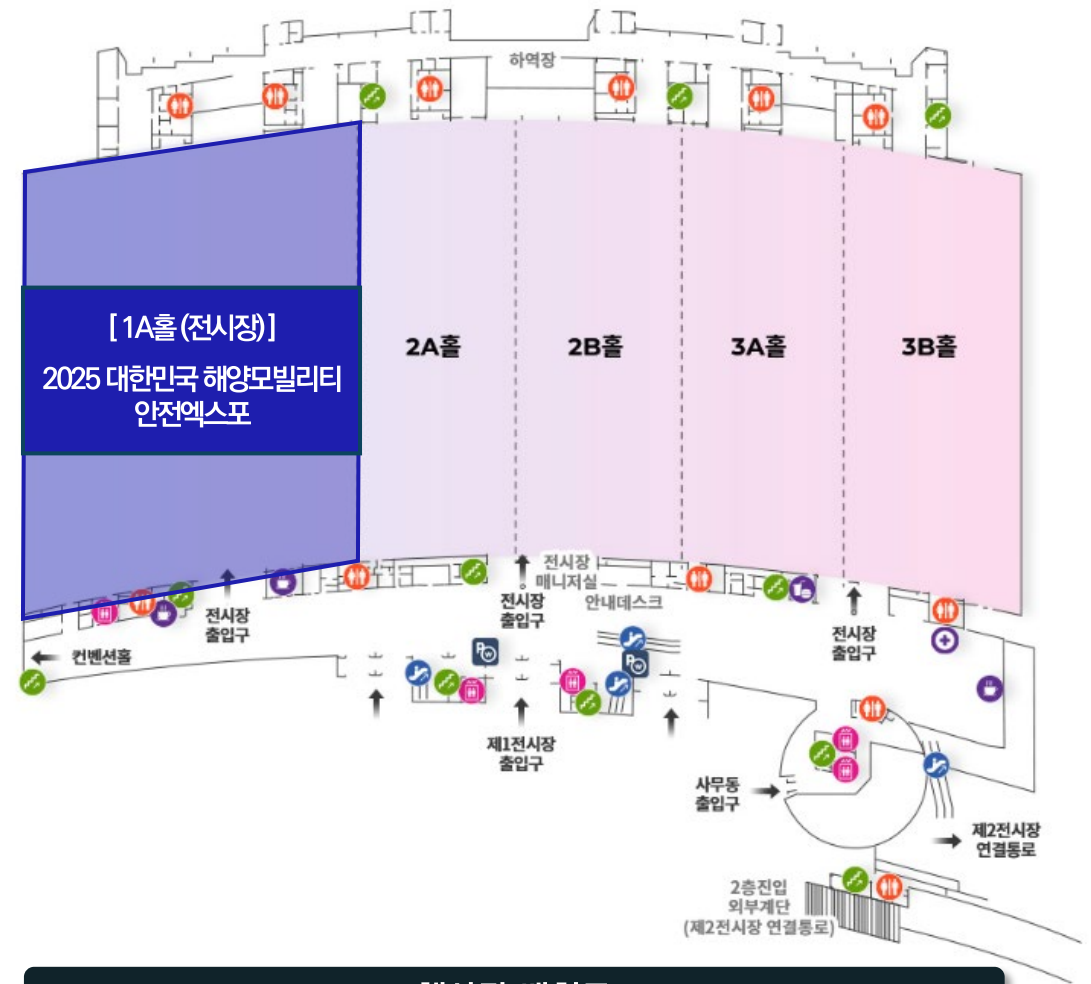 하역장
[ 1A홀 (전시장) ]
2025 대한민국 해양모빌리티
안전엑스포
2A홀
2B홀
3A홀
3B홀
전시장
매니저실
안내데스크
전시장
출입구
전시장
출입구
전시장
출입구
컨벤션홀
제1전시장
출입구
사무동
출입구
제2전시장
연결통로
2층진입
외부계단
(제2전시장 연결통로)